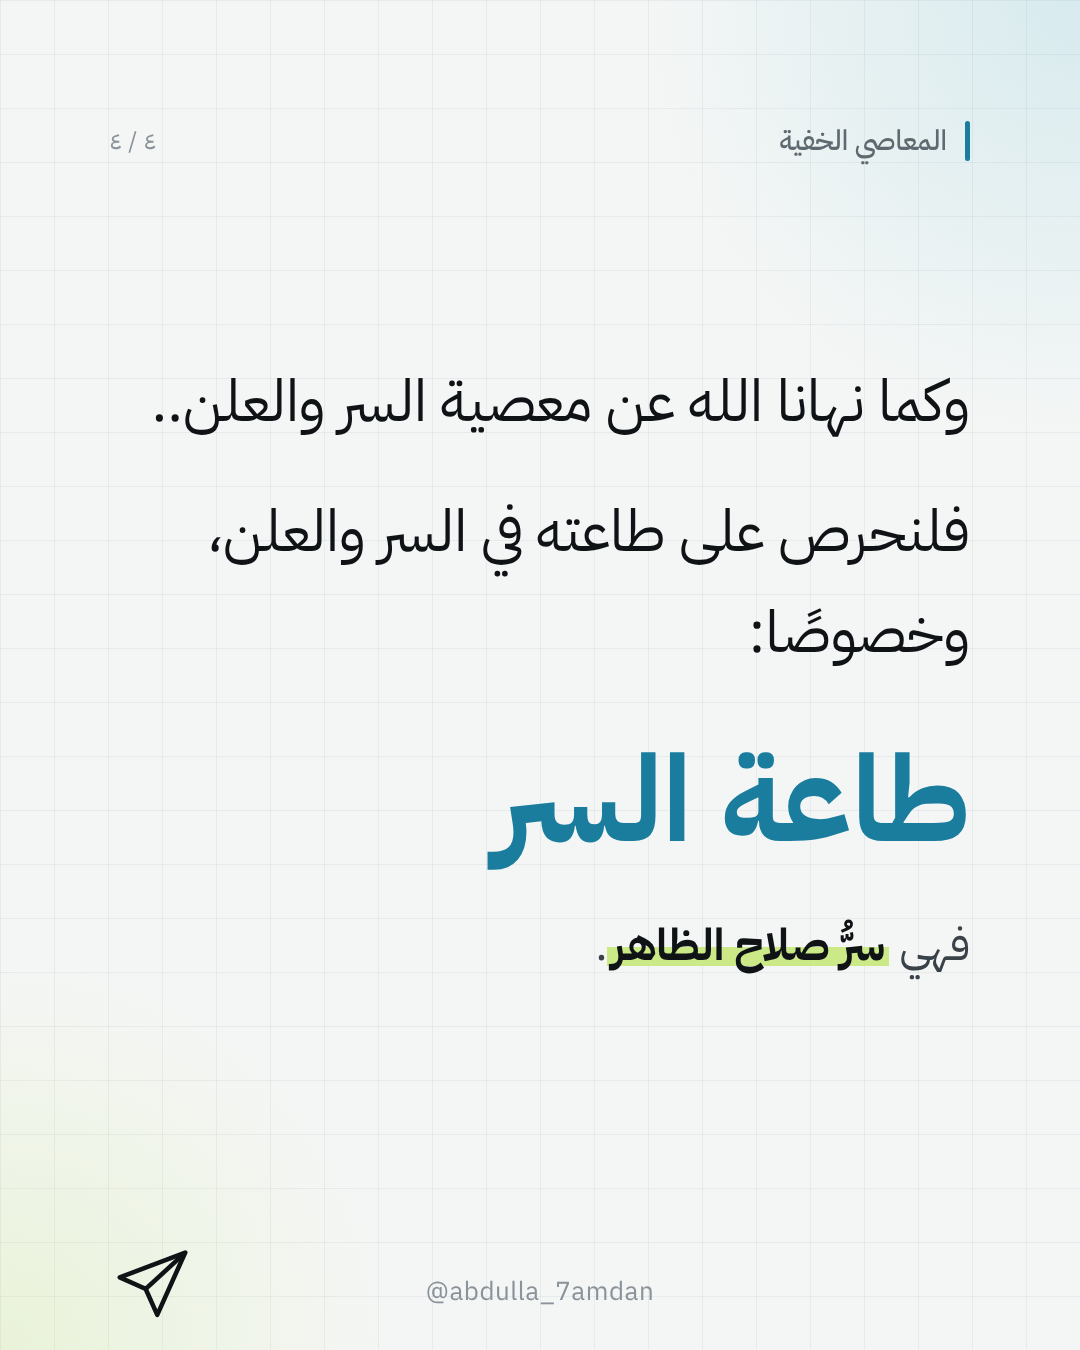 المعاصي الخفية
٤ / ٤
وكما نهانا الله عن معصية السر والعلن..
فلنحرص على طاعته في السر والعلن،
وخصوصًا:
طاعة السر
فهي سرُّ صلاح الظاهر.
@abdulla_7amdan